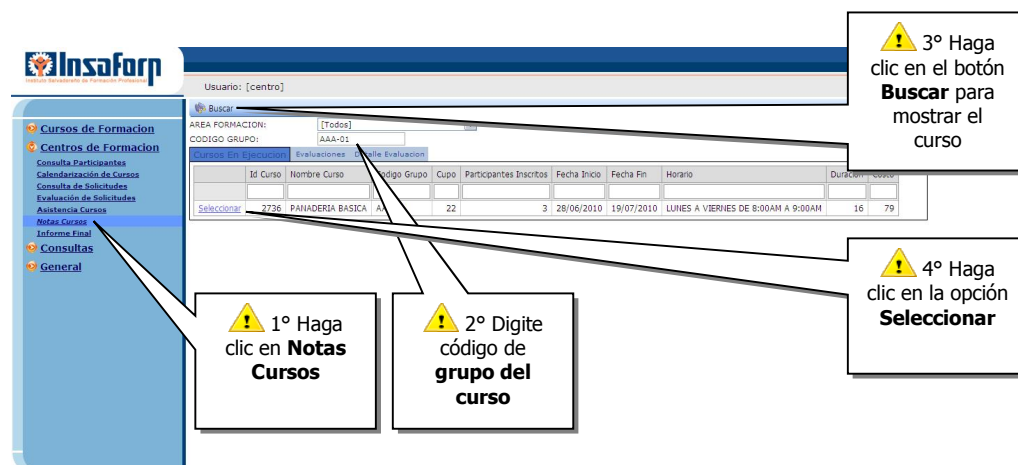 Insaforp
Instituto Salvadoreño de Formación Profesional
Usuario: [centro]
Buscar
AREA FORMACION: [Todos]
CODIGO GRUPO: AAA-01
Cursos En Ejecucion Evaluaciones Detalle Evaluacion
Id Curso Nombre Curso Codigo Grupo Cupo Participantes Inscritos Fecha Inicio Fecha Fin Horario Duracion Costo
Seleccionar 2736 PANADERIA BASICA 22 3 28/06/2010 19/07/2010 LUNES A VIERNES DE 8:00AM A 9:00AM 16 79
Cursos de Formacion
Centros de Formacion
Consulta Participantes
Calendarización de Cursos
Consulta de Solicitudes
Evaluación de Solicitudes
Asistencia Cursos
Notas Cursos
Informe Final
Consultas
General
1° Haga
clic en Notas
Cursos
2° Digite
código de
grupo del
curso
3° Haga
clic en el botón
Buscar para
mostrar el
curso
4° Haga
clic en la opción
Seleccionar